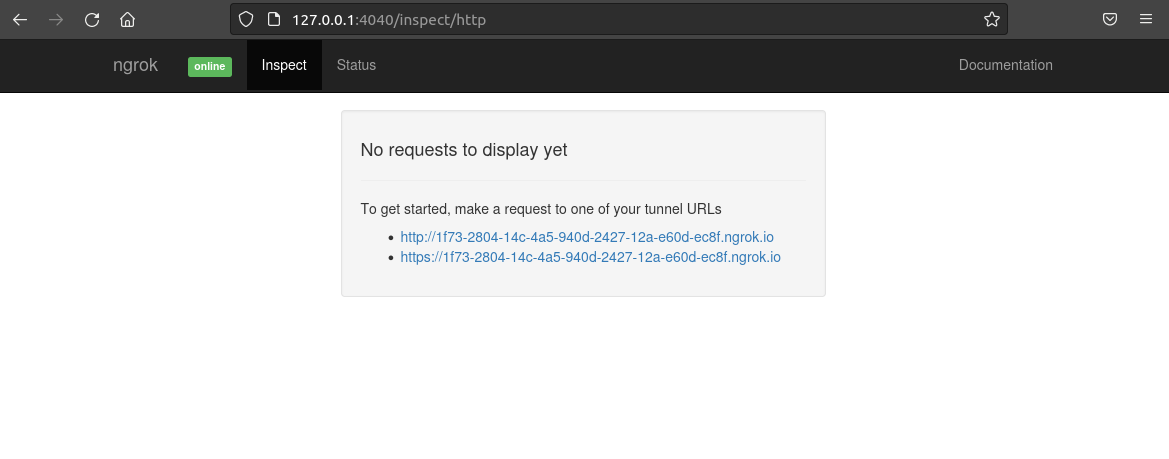 127.0.0.1:4040/inspect/http
ngrok online Inspect Status Documentation
No requests to display yet
To get started, make a request to one of your tunnel URLs
• http://1f73-2804-14c-4a5-940d-2427-12a-e60d-ec8f.ngrok.io
• https://1f73-2804-14c-4a5-940d-2427-12a-e60d-ec8f.ngrok.io